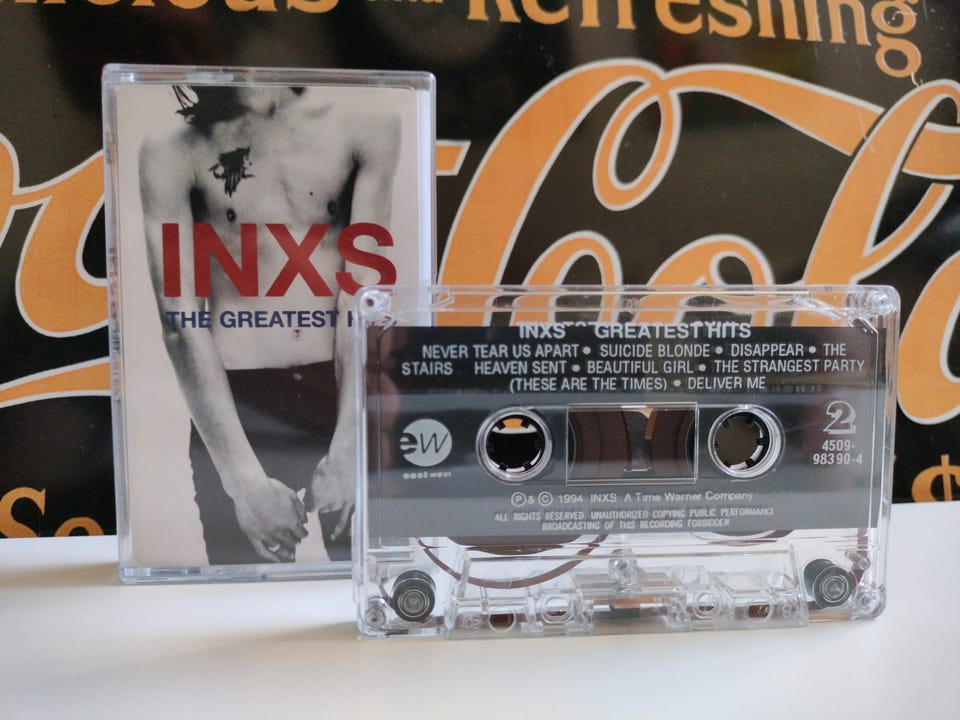 and Refreshing
INXS
THE GREATEST
INXS GREATEST HITS
NEVER TEAR US APART • SUICIDE BLONDE • DISAPPEAR • THE
STAIRS HEAVEN SENT • BEAUTIFUL GIRL • THE STRANGEST PARTY
(THESE ARE THE TIMES) • DELIVER ME
ew
east west
2
4509-
98390-4
Ⓟ & © 1994 INXS A Time Warner Company
ALL RIGHTS RESERVED. UNAUTHORIZED COPYING PUBLIC PERFORMANCE
BROADCASTING OF THIS RECORDING FORBIDDEN